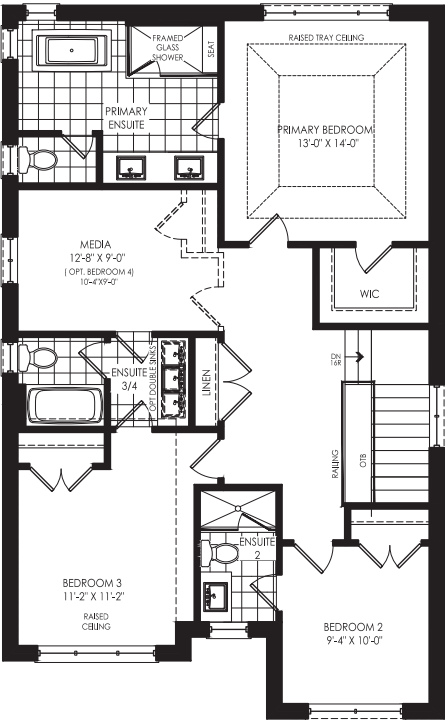 FRAMED
GLASS
SHOWER
SEAT
RAISED TRAY CEILING
PRIMARY
ENSUITE
PRIMARY BEDROOM
13'-0" X 14'-0"
MEDIA
12'-8" X 9'-0"
( OPT. BEDROOM 4)
10'-4"X9'-0"
WIC
ENSUITE
3/4
OPT DOUBLE SINKS
LINEN
DN
16R
RAILING
OTB
ENSUITE
2
BEDROOM 3
11'-2" X 11'-2"
RAISED
CEILING
BEDROOM 2
9'-4" X 10'-0"